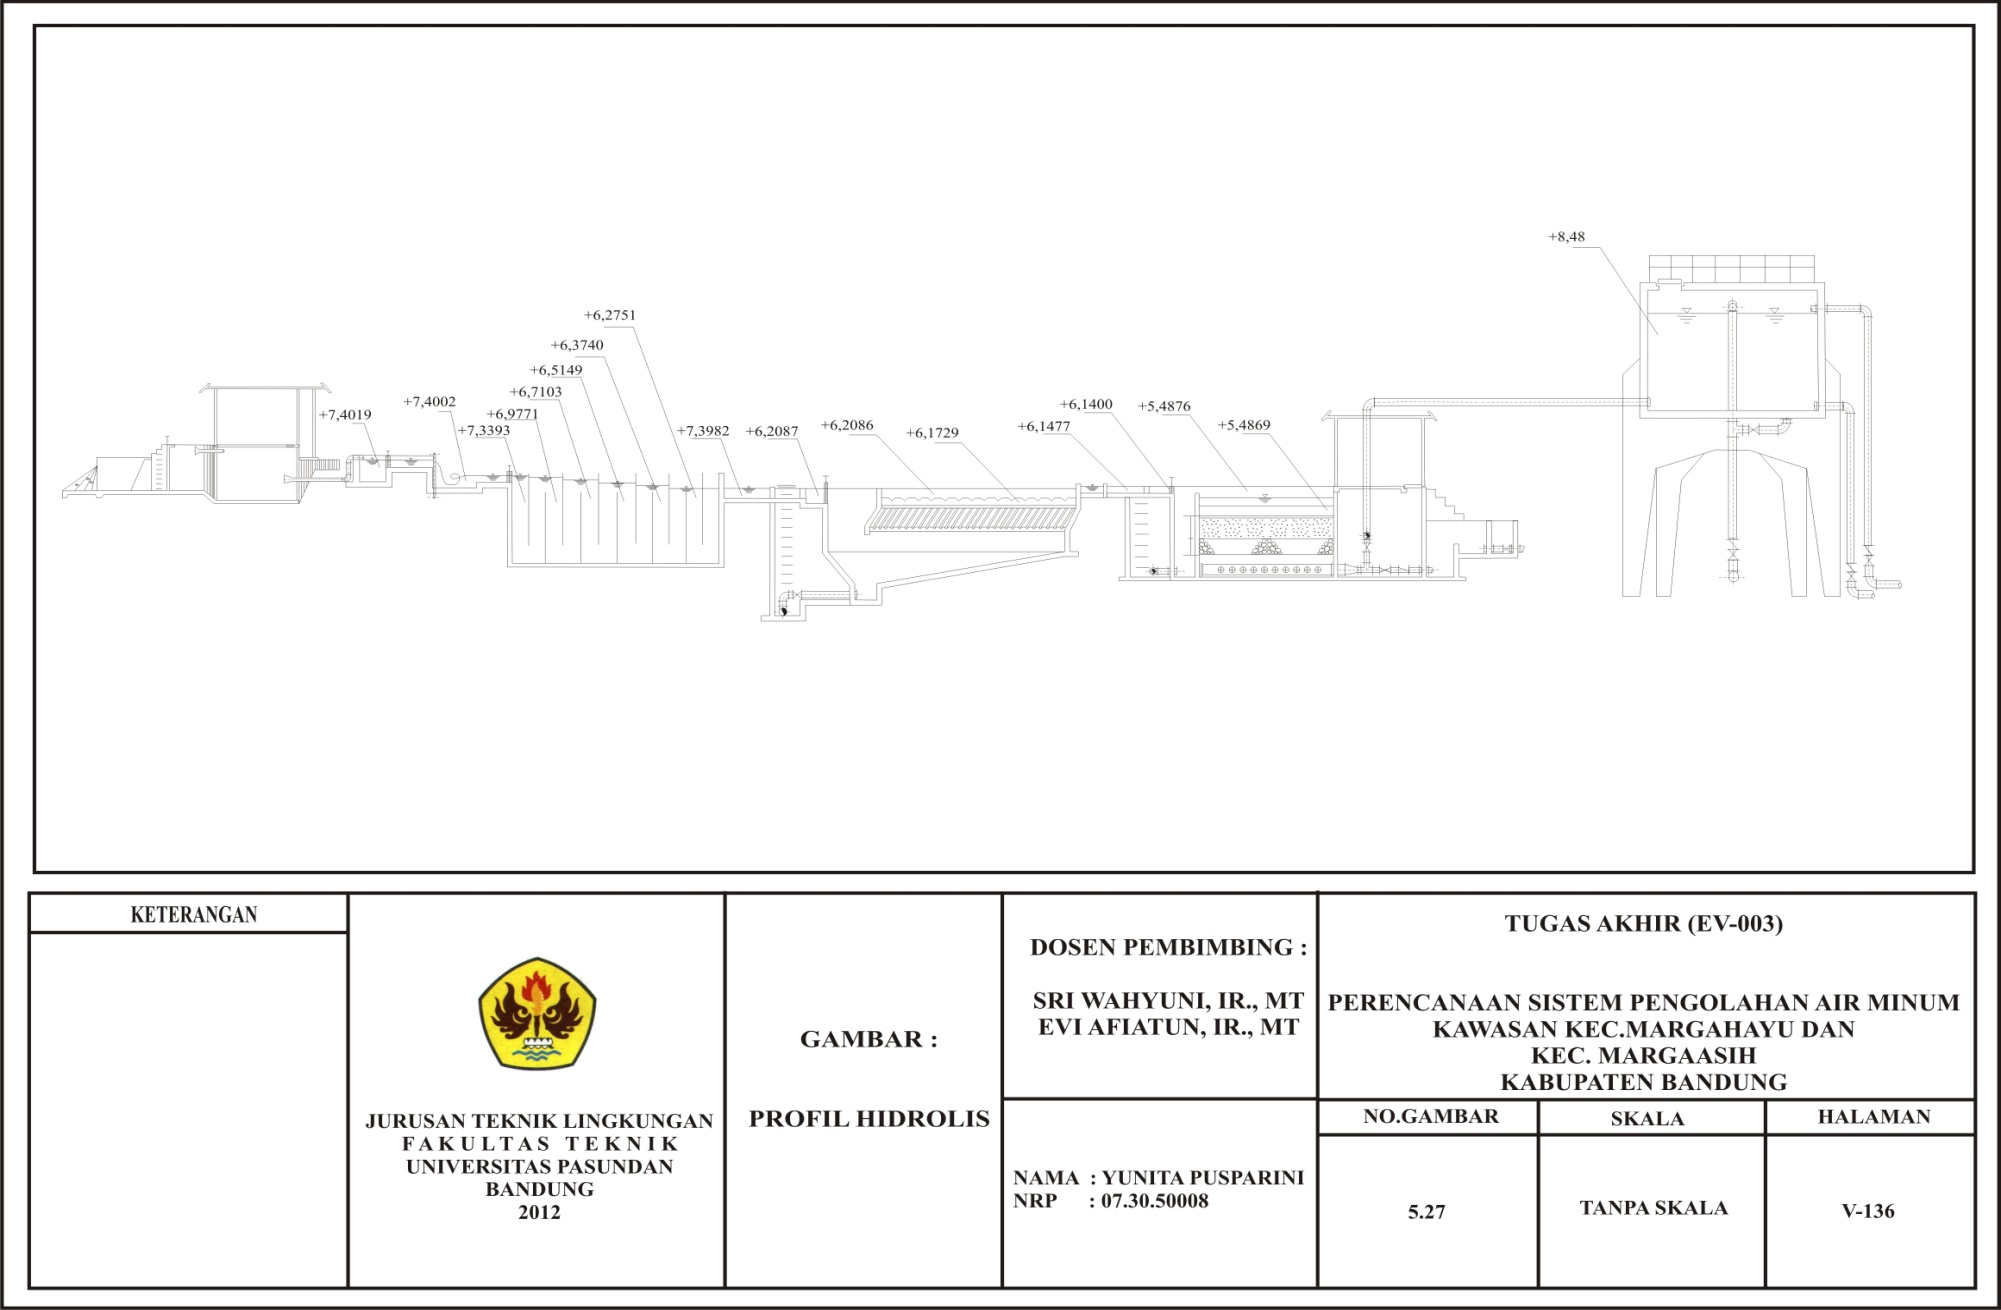 +8,48
+6,2751
+6,3740
+6,5149
+6,7103
+7,4002
+7,4019
+6,9771
+7,3393
+7,3982
+6,2087
+6,2086
+6,1729
+6,1477
+6,1400
+5,4876
+5,4869
KETERANGAN
JURUSAN TEKNIK LINGKUNGAN
FAKULTAS TEKNIK
UNIVERSITAS PASUNDAN
BANDUNG
2012
GAMBAR :
PROFIL HIDROLIS
DOSEN PEMBIMBING :
SRI WAHYUNI, IR., MT
EVI AFIATUN, IR., MT
NAMA : YUNITA PUSPARINI
NRP : 07.30.50008
TUGAS AKHIR (EV-003)
PERENCANAAN SISTEM PENGOLAHAN AIR MINUM
KAWASAN KEC.MARGAHAYU DAN
KEC. MARGAASIH
KABUPATEN BANDUNG
NO.GAMBAR
SKALA
HALAMAN
5.27
TANPA SKALA
V-136